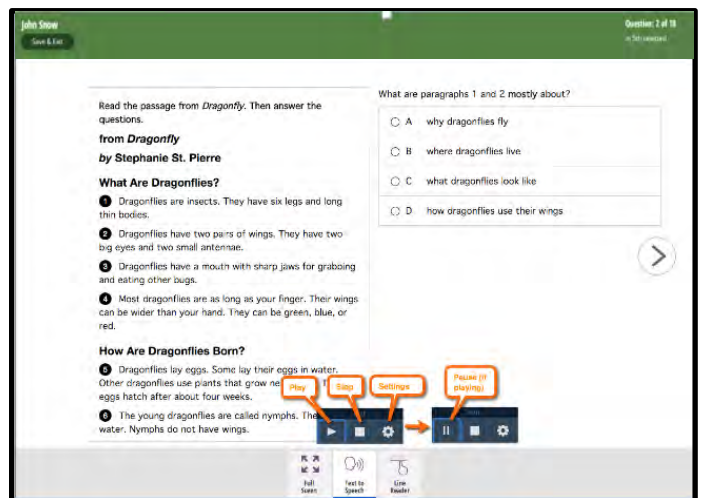 John Snow
Save & Exit
Question: 2 of 18
Read the passage from Dragonfly. Then answer the
questions.
from Dragonfly
by Stephanie St. Pierre
What Are Dragonflies?
1 Dragonflies are insects. They have six legs and long
thin bodies.
2 Dragonflies have two pairs of wings. They have two
big eyes and two small antennae.
3 Dragonflies have a mouth with sharp jaws for grabbing
and eating other bugs.
4 Most dragonflies are as long as your finger. Their wings
can be wider than your hand. They can be green, blue, or
red.
How Are Dragonflies Born?
5 Dragonflies lay eggs. Some lay their eggs in water.
Other dragonflies use plants that grow
eggs hatch after about four weeks.
6 The young dragonflies are called nymphs.
water. Nymphs do not have wings.
What are paragraphs 1 and 2 mostly about?
A why dragonflies fly
B where dragonflies live
C what dragonflies look like
D how dragonflies use their wings
Play
Stop
Settings
Pause (if
playing)
Full
Screen
Text to
Speech
Line
Reader